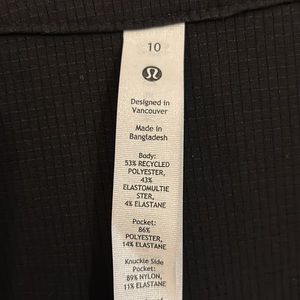 10
Designed in
Vancouver
Made in
Bangladesh
Body:
53% RECYCLED
POLYESTER,
43%
ELASTOMULTIE
STER,
4% ELASTANE
Pocket:
86%
POLYESTER,
14% ELASTANE
Knuckle Side
Pocket:
89% NYLON,
11% ELASTANE